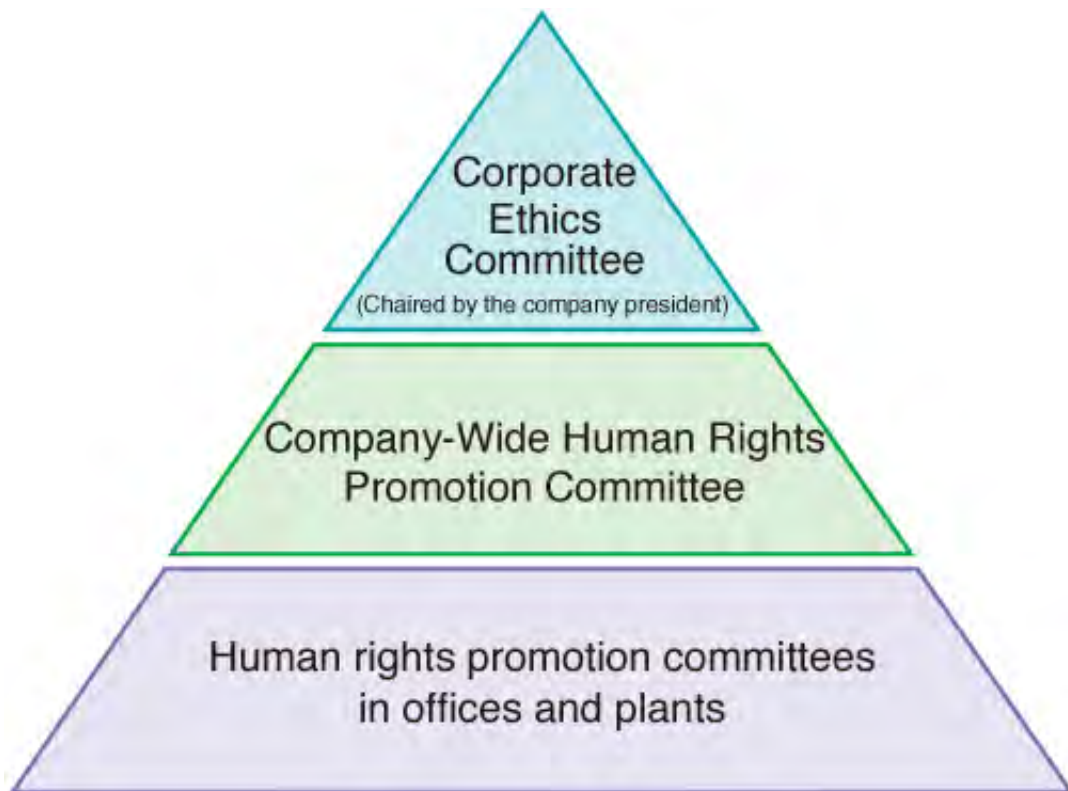 Corporate
Ethics
Committee
(Chaired by the company president)
Company-Wide Human Rights
Promotion Committee
Human rights promotion committees
in offices and plants